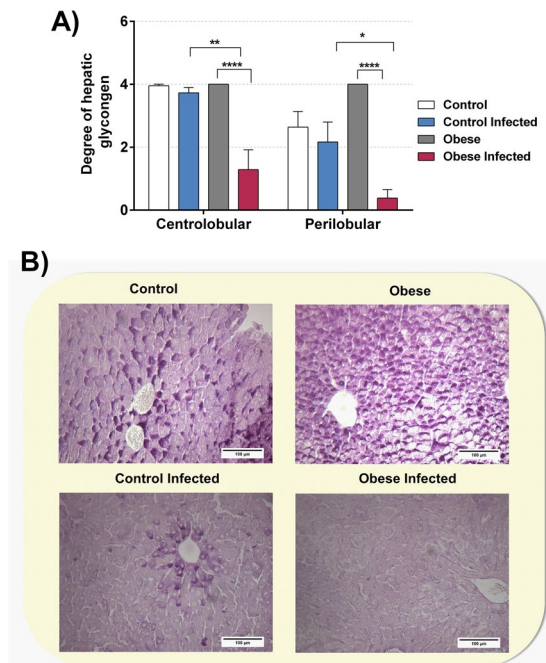 A)
Degree of hepatic
glycongen
6
4
2
0
**
****
*
****
Centrolobular
Perilobular
Control
Control Infected
Obese
Obese Infected
B)
Control
Obese
100 µm
100 µm
Control Infected
Obese Infected
100 µm
100 µm